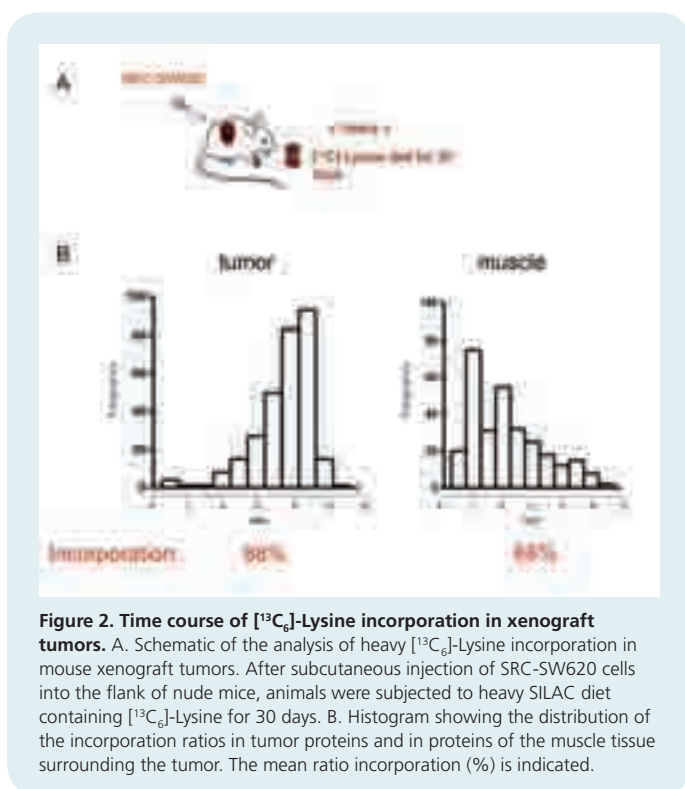 A
B
tumor
muscle
Incorporation
Figure 2. Time course of [¹³C₆]-Lysine incorporation in xenograft
tumors. A. Schematic of the analysis of heavy [¹³C₆]-Lysine incorporation in
mouse xenograft tumors. After subcutaneous injection of SRC-SW620 cells
into the flank of nude mice, animals were subjected to heavy SILAC diet
containing [¹³C₆]-Lysine for 30 days. B. Histogram showing the distribution of
the incorporation ratios in tumor proteins and in proteins of the muscle tissue
surrounding the tumor. The mean ratio incorporation (%) is indicated.